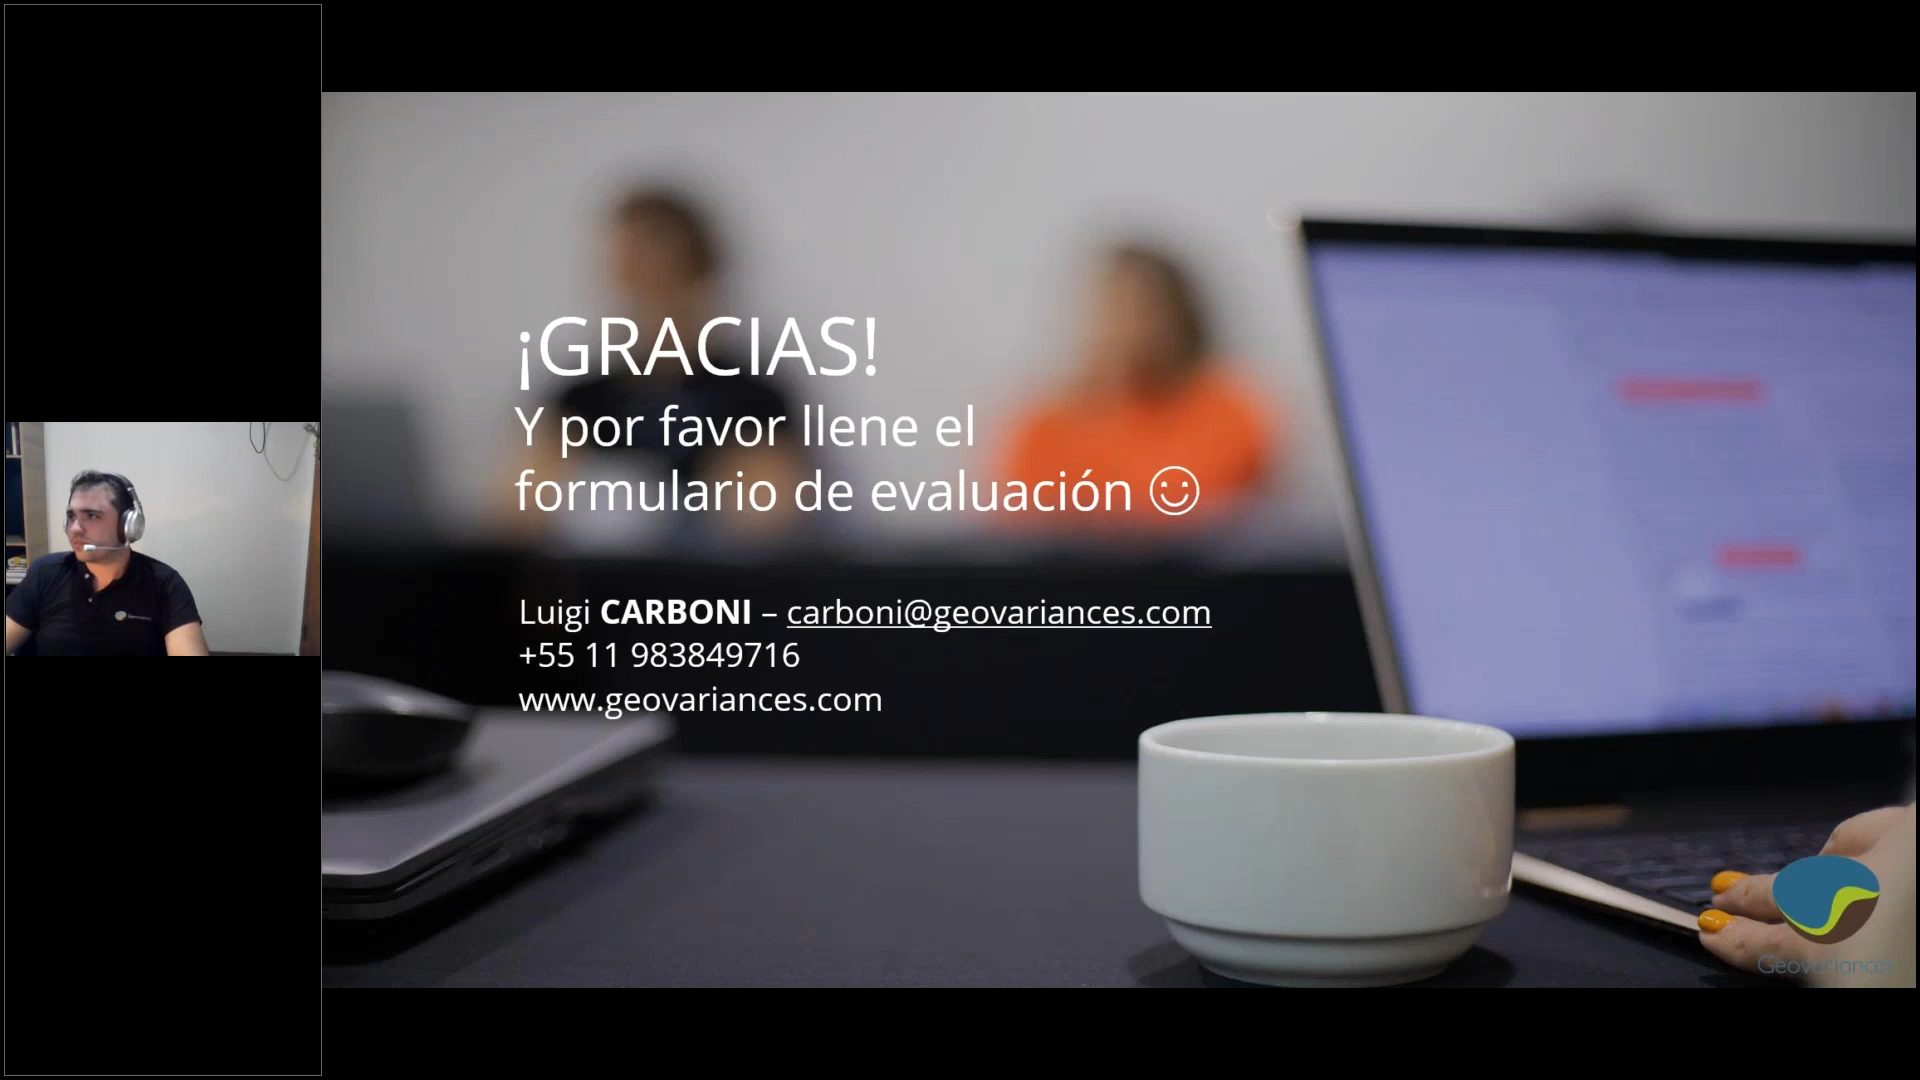 ¡GRACIAS!
Y por favor llene el
formulario de evaluación ☺
Luigi CARBONI – carboni@geovariances.com
+55 11 983849716
www.geovariances.com
Geovariances